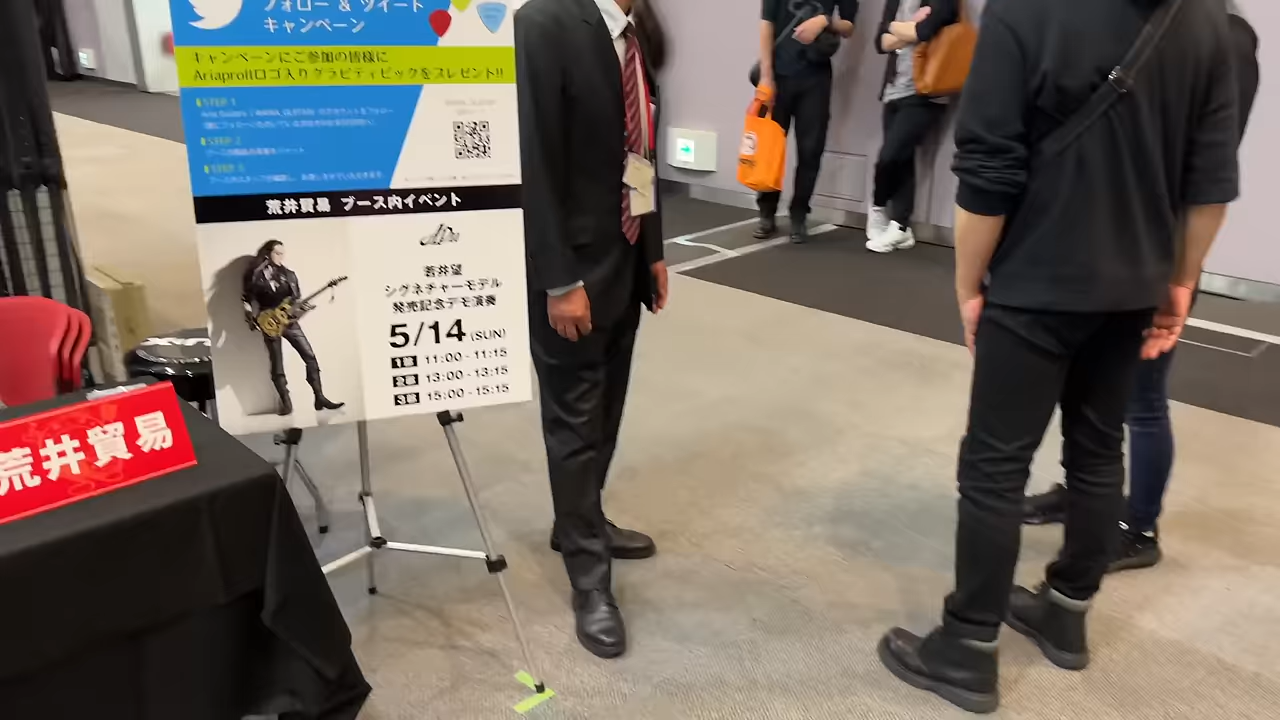 フォロー & ツイート
キャンペーン
キャンペーンにご参加の皆様に
AriaproIIロゴ入りグラビティピックをプレゼント!!
STEP 1
STEP 2
STEP 3
荒井貿易 ブース内イベント
Aria
若井望
シグネチャーモデル
発売記念デモ演奏
5/14 (SUN)
1部 11:00 - 11:15
2部 13:00 - 13:15
3部 15:00 - 15:15
荒井貿易